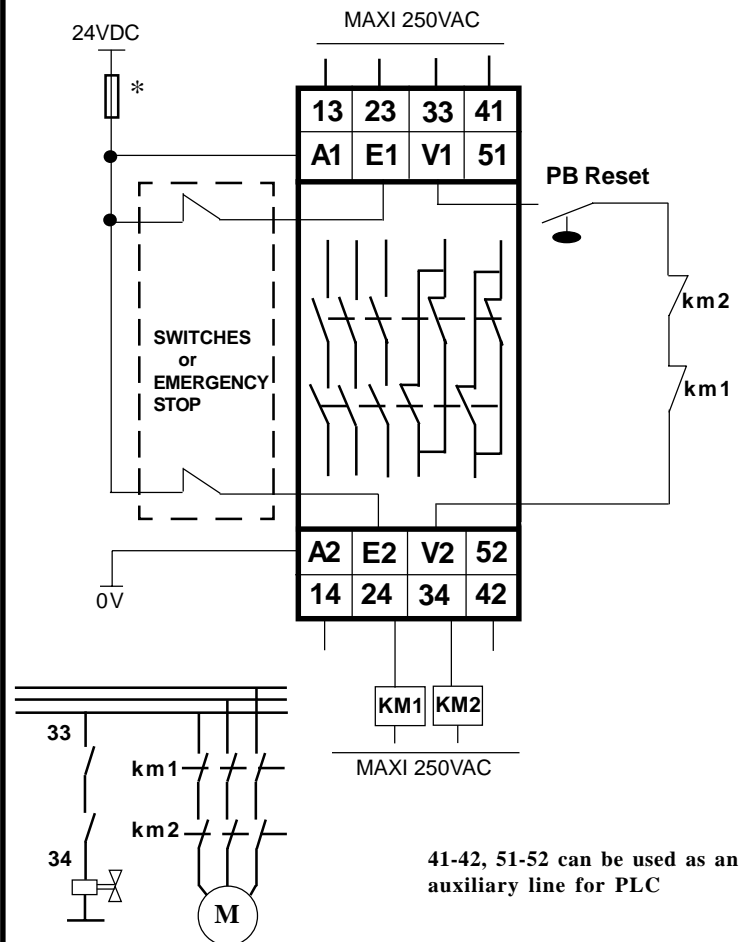 24VDC
MAXI 250VAC
*
13 23 33 41
A1 E1 V1 51
PB Reset
km2
km1
SWITCHES
or
EMERGENCY
STOP
A2 E2 V2 52
14 24 34 42
0V
KM1 KM2
MAXI 250VAC
33
km1
km2
34
M
41-42, 51-52 can be used as an
auxiliary line for PLC